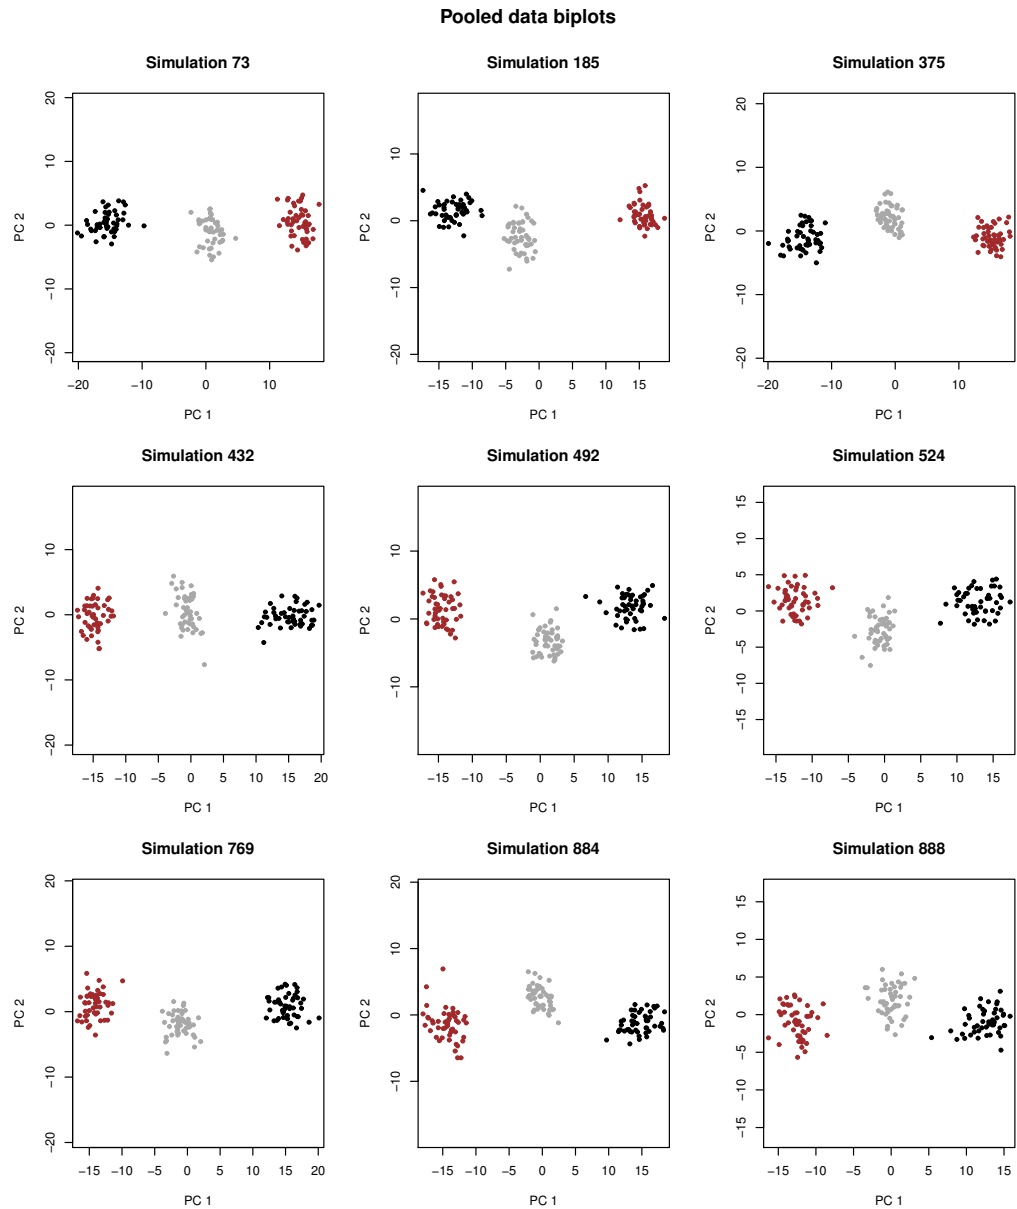 Pooled data biplots
Simulation 73
Simulation 185
Simulation 375
20
10
0
−10
−20
PC 2
−20 −10 0 10
PC 1
10
0
−10
−20
PC 2
−15 −10 −5 0 5 10 15
PC 1
20
10
0
−10
−20
PC 2
−20 −10 0 10
PC 1
Simulation 432
Simulation 492
Simulation 524
10
0
−10
−20
PC 2
−15 −10 −5 0 5 10 15 20
PC 1
10
0
−10
PC 2
−15 −10 −5 0 5 10 15
PC 1
15
10
5
0
−5
−10
−15
PC 2
−15 −10 −5 0 5 10 15
PC 1
Simulation 769
Simulation 884
Simulation 888
20
10
0
−10
−20
PC 2
−15 −10 −5 0 5 10 15 20
PC 1
20
10
0
−10
PC 2
−15 −10 −5 0 5 10 15
PC 1
15
10
5
0
−5
−10
−15
PC 2
−15 −10 −5 0 5 10 15
PC 1